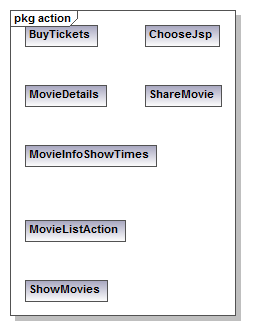 pkg action
BuyTickets
ChooseJsp
MovieDetails
ShareMovie
MovieInfoShowTimes
MovieListAction
ShowMovies